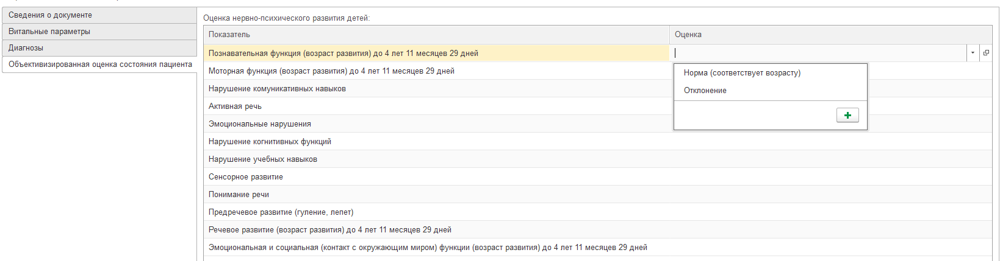 Сведения о документе
Витальные параметры
Диагнозы
Объективизированная оценка состояния пациента
Оценка нервно-психического развития детей:
Показатель Оценка
Познавательная функция (возраст развития) до 4 лет 11 месяцев 29 дней
Моторная функция (возраст развития) до 4 лет 11 месяцев 29 дней
Нарушение комуникативных навыков
Активная речь
Эмоциональные нарушения
Нарушение когнитивных функций
Нарушение учебных навыков
Сенсорное развитие
Понимание речи
Предречевое развитие (гуление, лепет)
Речевое развитие (возраст развития) до 4 лет 11 месяцев 29 дней
Эмоциональная и социальная (контакт с окружающим миром) функции (возраст развития) до 4 лет 11 месяцев 29 дней
Норма (соответствует возрасту)
Отклонение